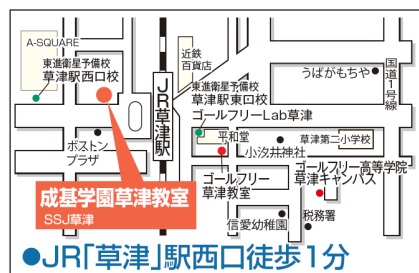 A-SQUARE
東進衛星予備校
草津駅西口校
近鉄
百貨店
東進衛星予備校
草津駅東口校
ゴールフリーLab草津
平和堂
うばがもちや
国道1号線
JR草津駅
ボストン
プラザ
小汐井神社
草津第二小学校
ゴールフリー
草津教室
ゴールフリー高等学院
草津キャンパス
成基学園草津教室
SSJ草津
信愛幼稚園
税務署
●JR「草津」駅西口徒歩1分